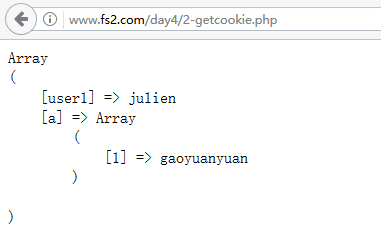 www.fs2.com/day4/2-getcookie.php
Array
(
    [user1] => julien
    [a] => Array
        (
            [1] => gaoyuanyuan
        )

)